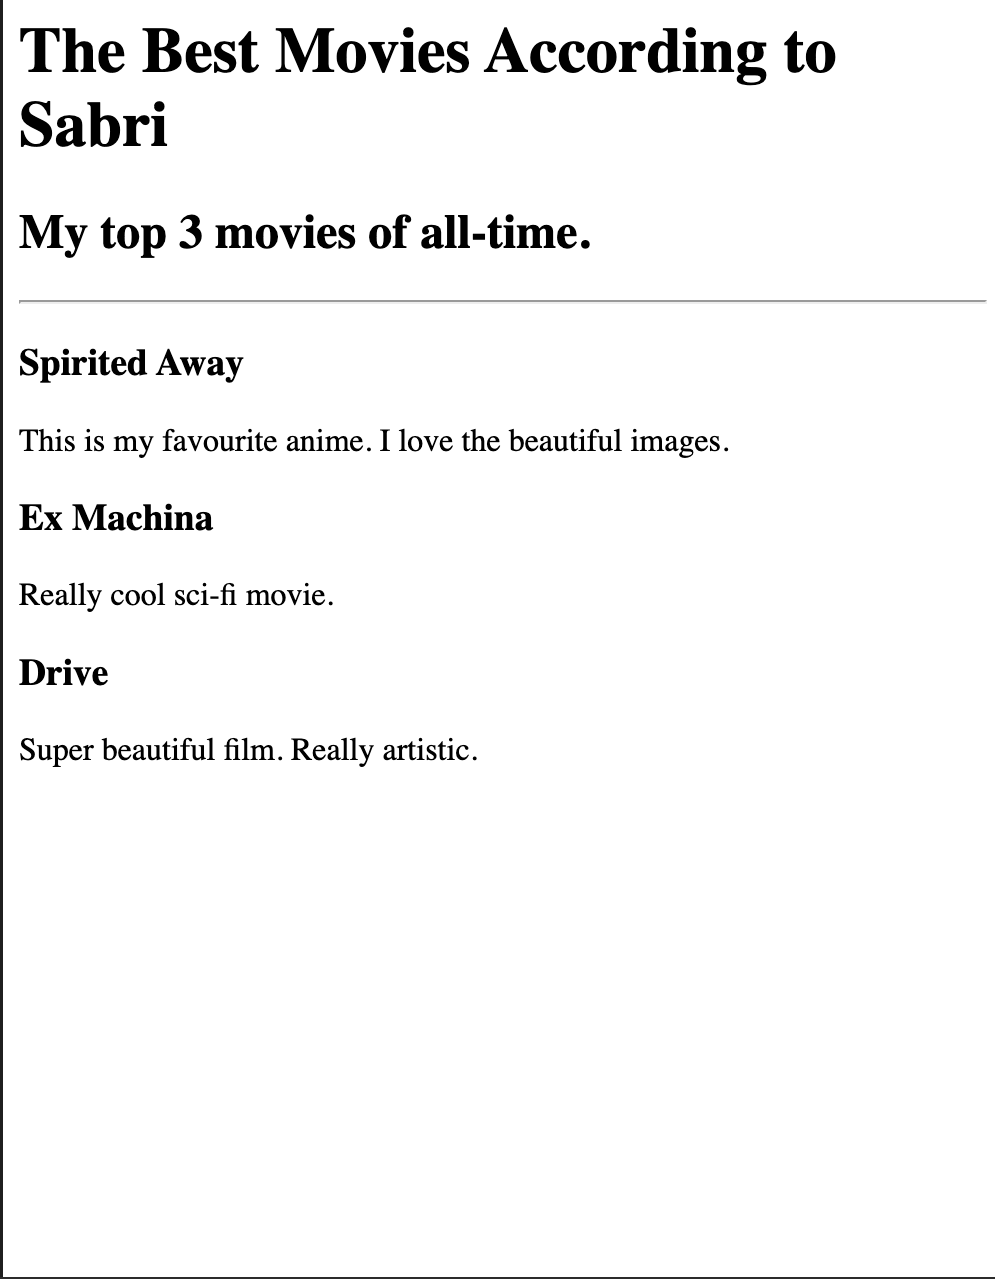 The Best Movies According to
Sabri
My top 3 movies of all-time.
Spirited Away
This is my favourite anime. I love the beautiful images.
Ex Machina
Really cool sci-fi movie.
Drive
Super beautiful film. Really artistic.